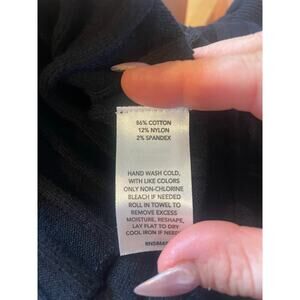 86% COTTON
12% NYLON
2% SPANDEX
HAND WASH COLD,
WITH LIKE COLORS
ONLY NON-CHLORINE
BLEACH IF NEEDED
ROLL IN TOWEL TO
REMOVE EXCESS
MOISTURE, RESHAPE,
LAY FLAT TO DRY
COOL IRON IF NEEDED